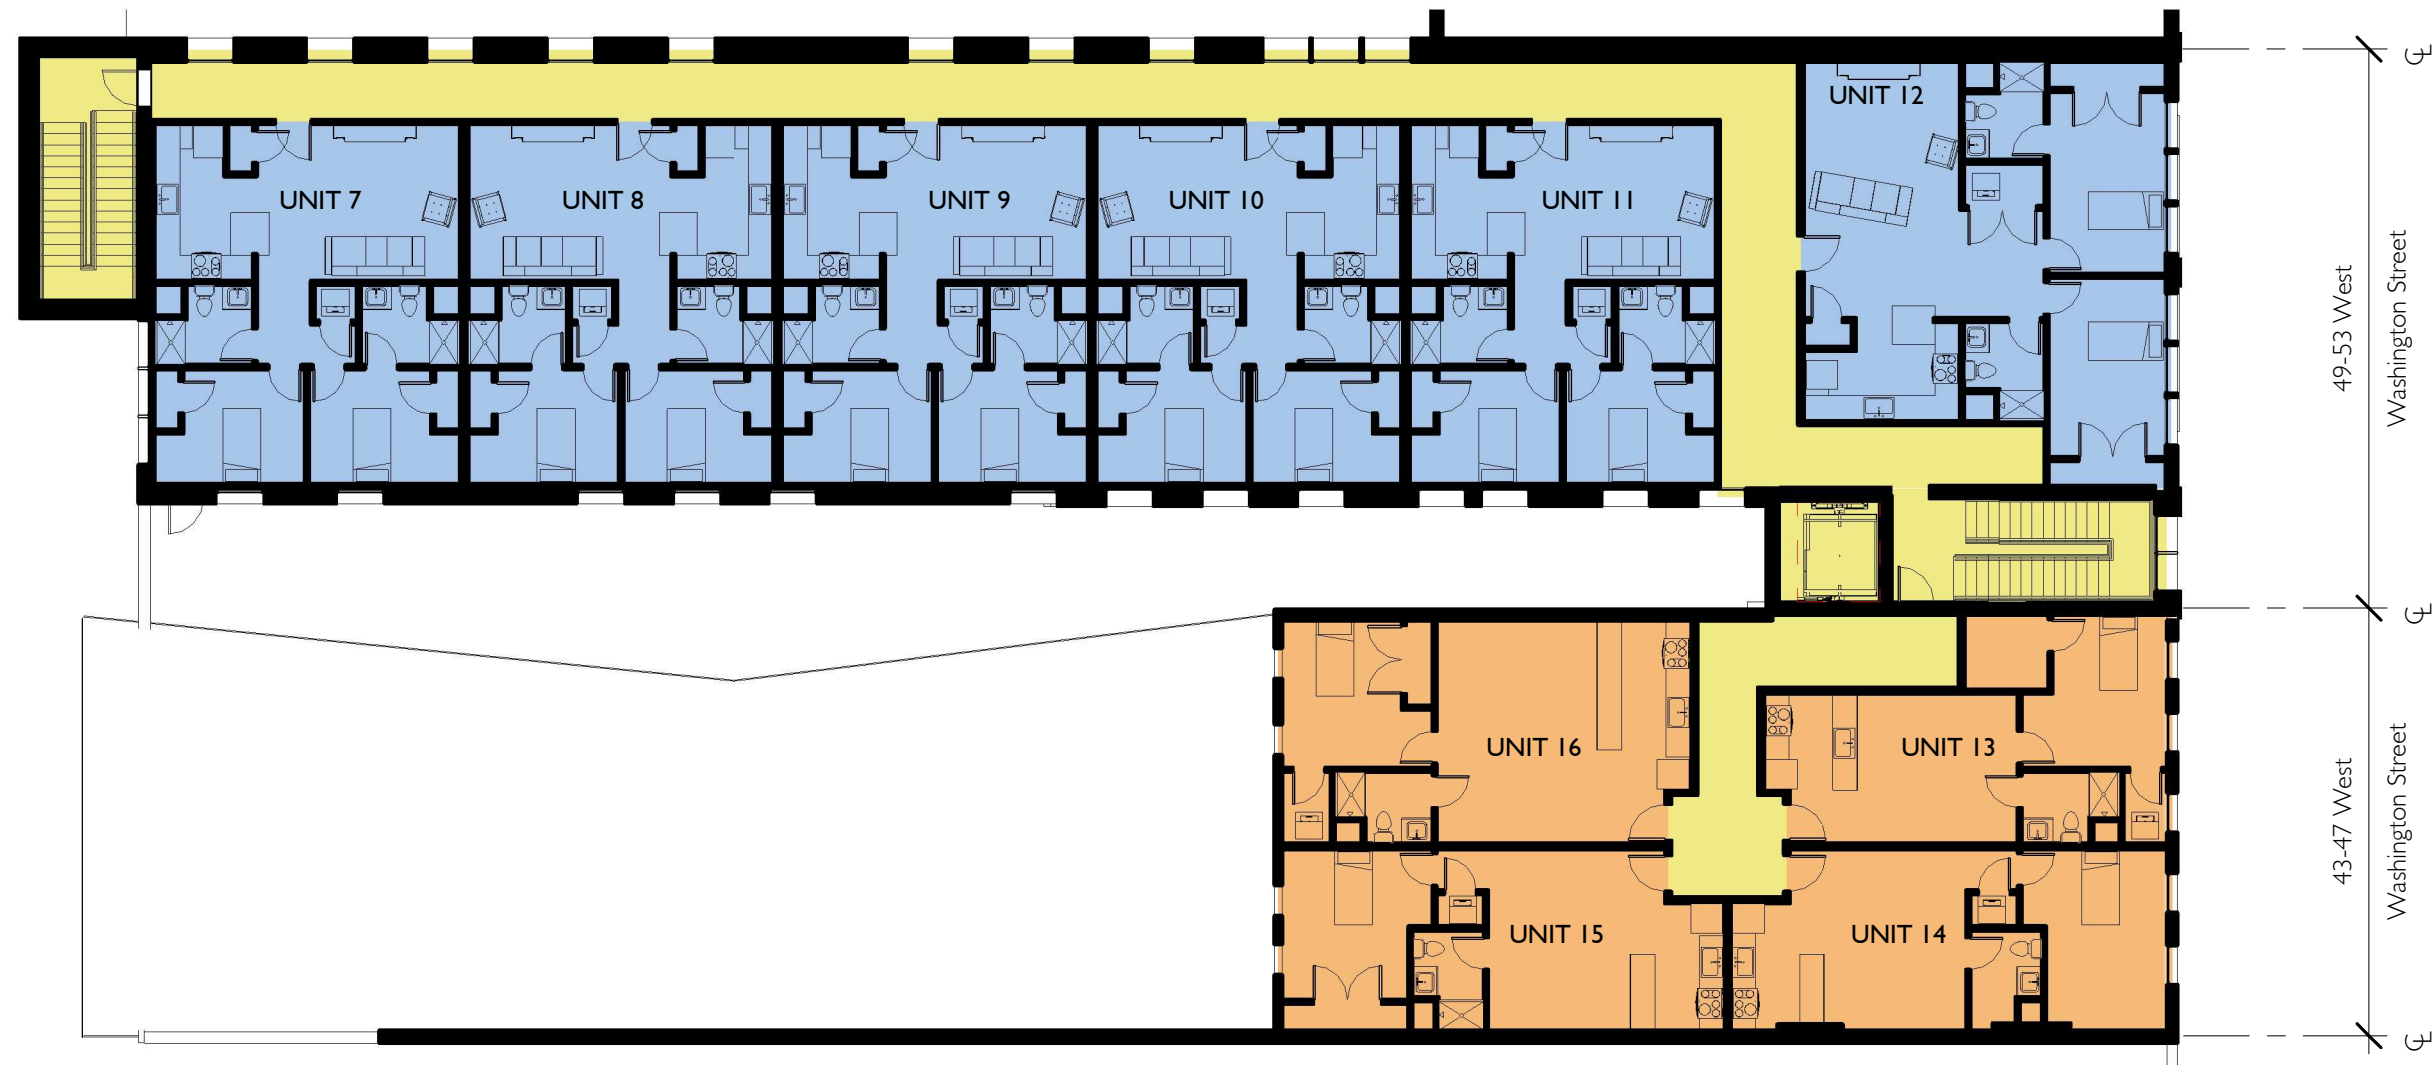 UNIT 12
UNIT 7
UNIT 8
UNIT 9
UNIT 10
UNIT 11
49-53 West
Washington Street
UNIT 16
UNIT 13
UNIT 15
UNIT 14
43-47 West
Washington Street
℄
℄
℄